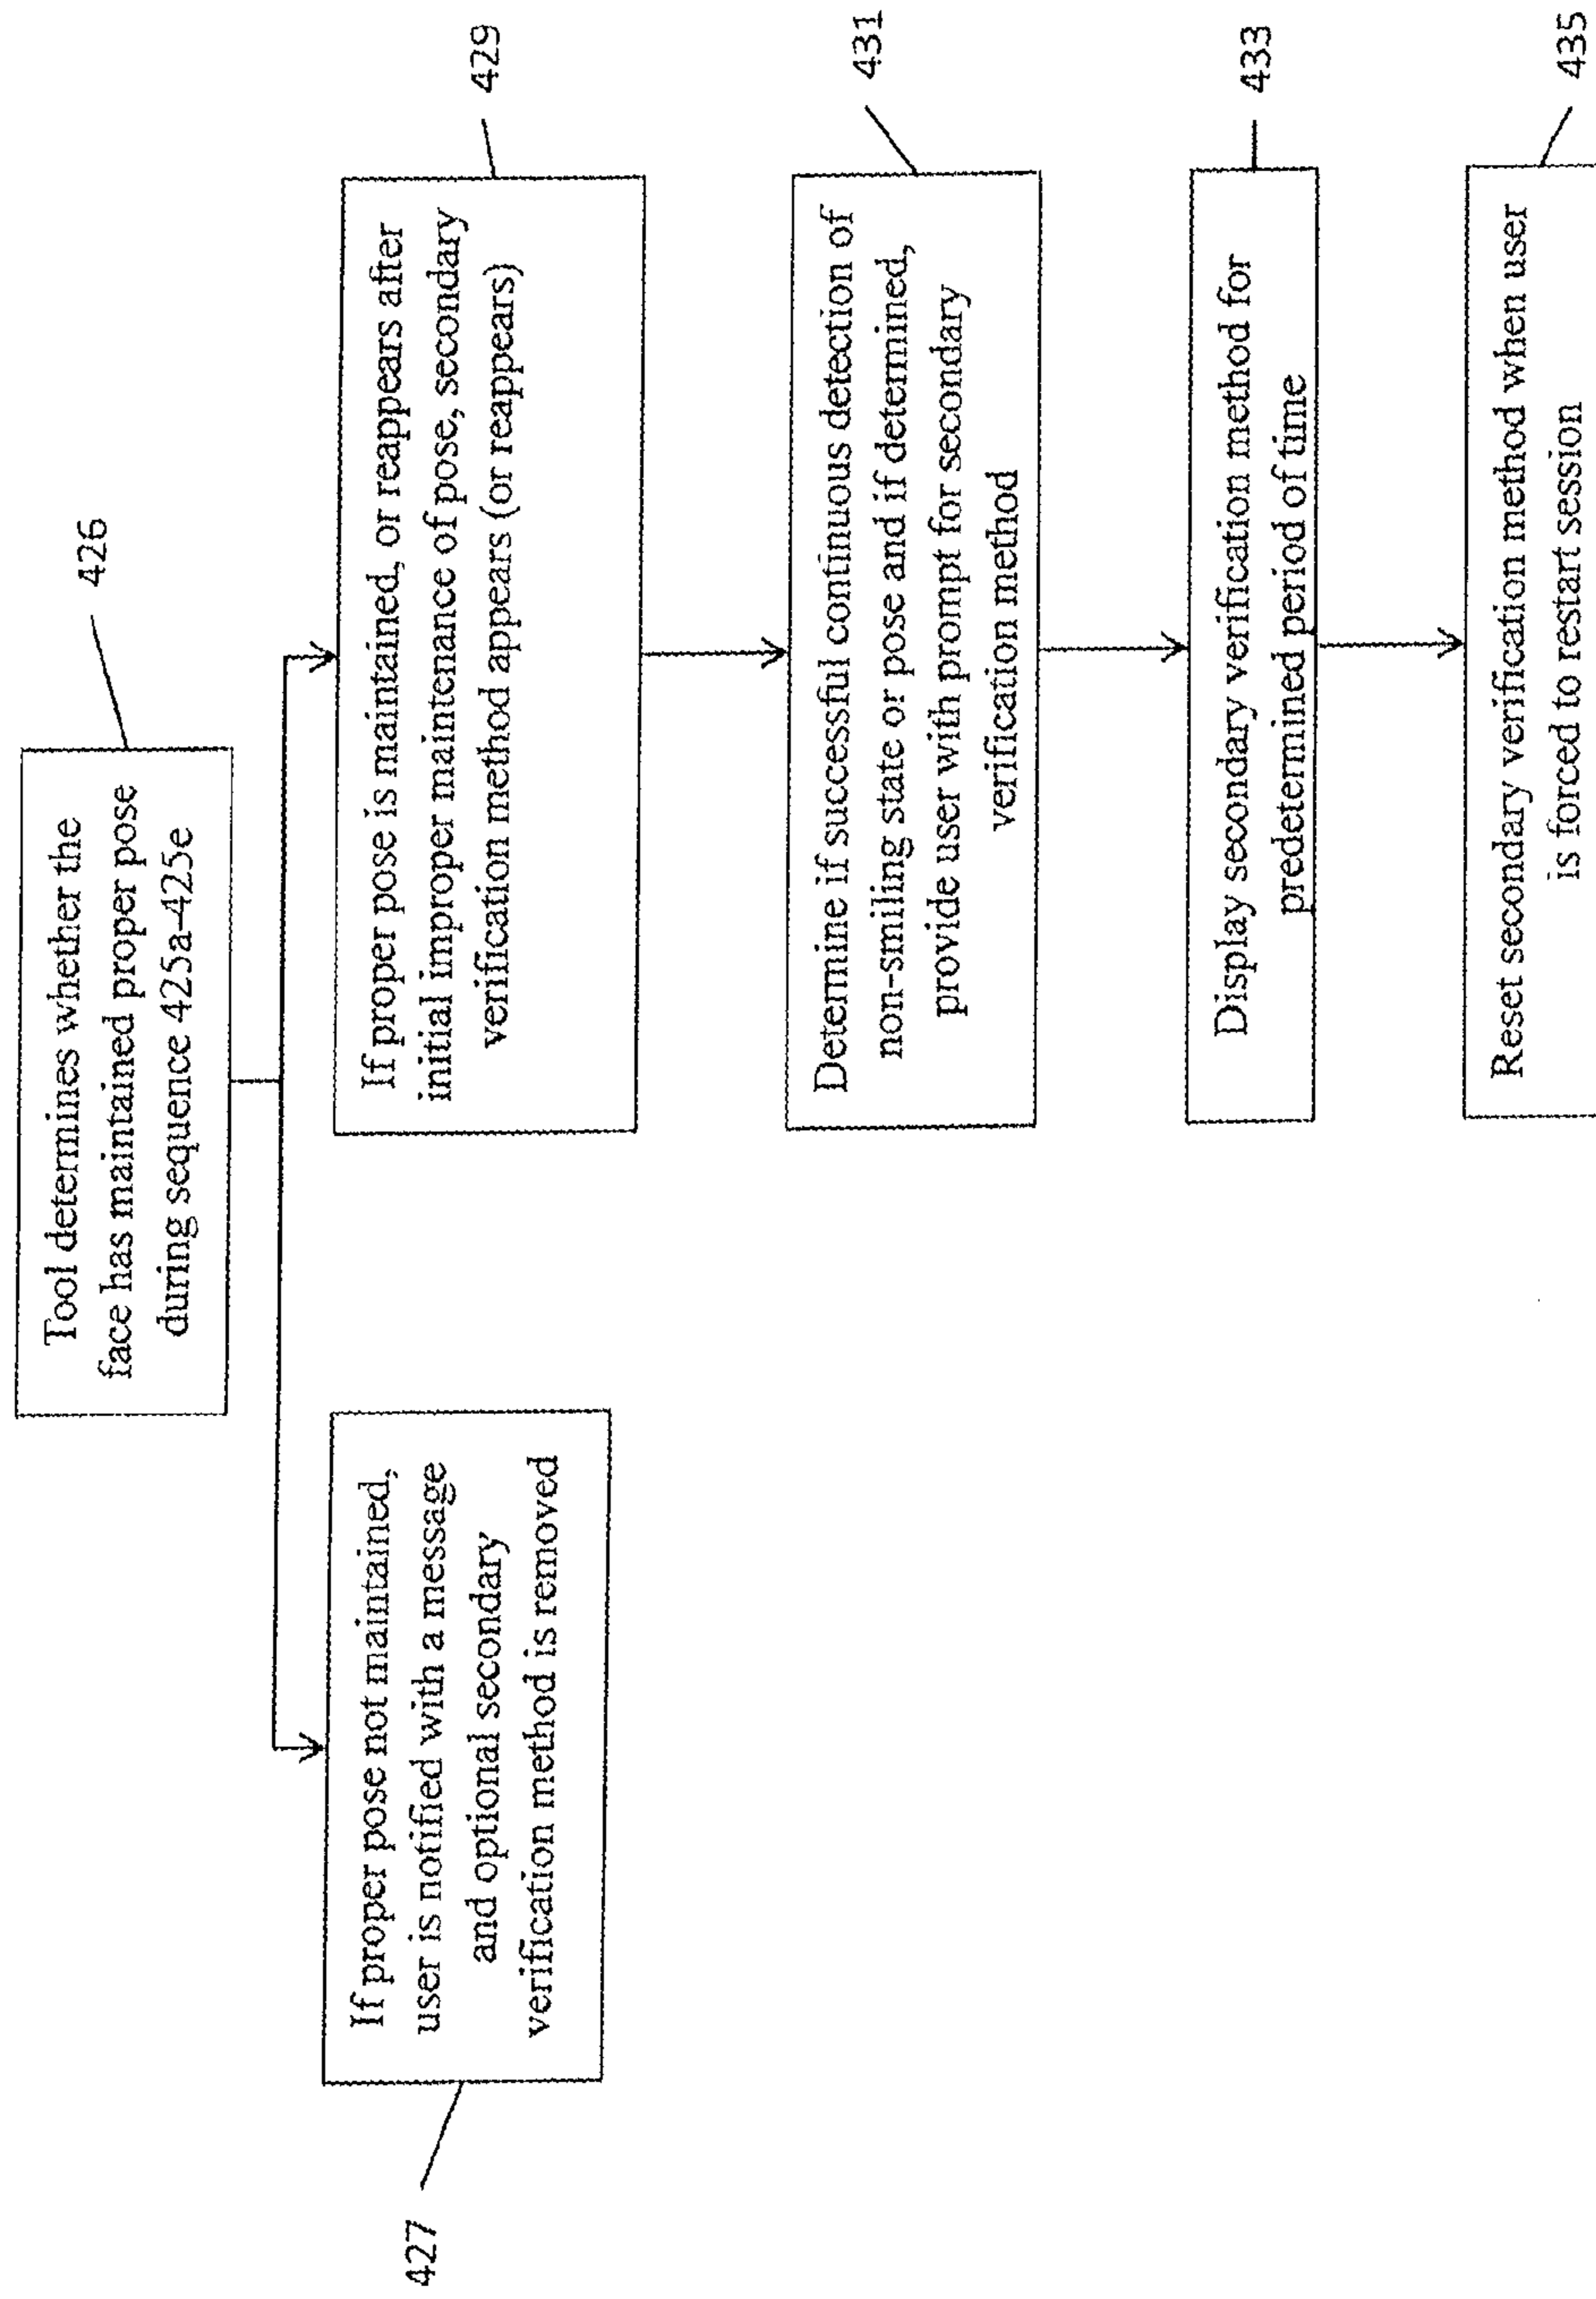 Tool determines whether the
face has maintained proper pose
during sequence 425a-425e
426
If proper pose not maintained,
user is notified with a message
and optional secondary
verification method is removed
427
If proper pose is maintained, or reappears after
initial improper maintenance of pose, secondary
verification method appears (or reappears)
429
Determine if successful continuous detection of
non-smiling state or pose and if determined,
provide user with prompt for secondary
verification method
431
Display secondary verification method for
predetermined period of time
433
Reset secondary verification method when user
is forced to restart session
435